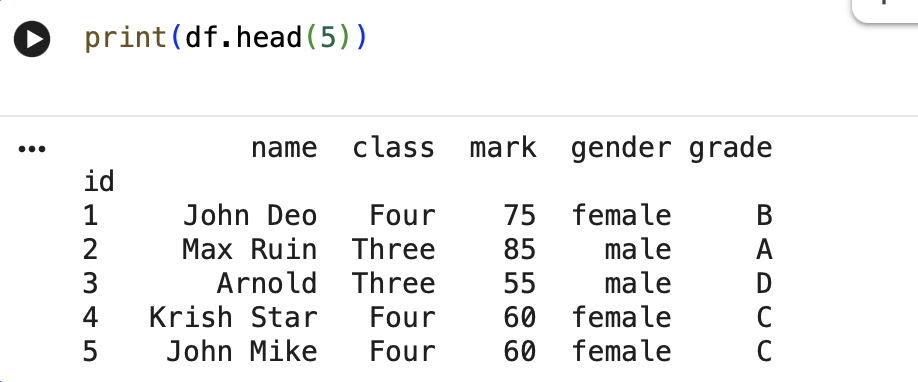 print(df.head(5))
name class mark gender grade
id
1 John Deo Four 75 female B
2 Max Ruin Three 85 male A
3 Arnold Three 55 male D
4 Krish Star Four 60 female C
5 John Mike Four 60 female C